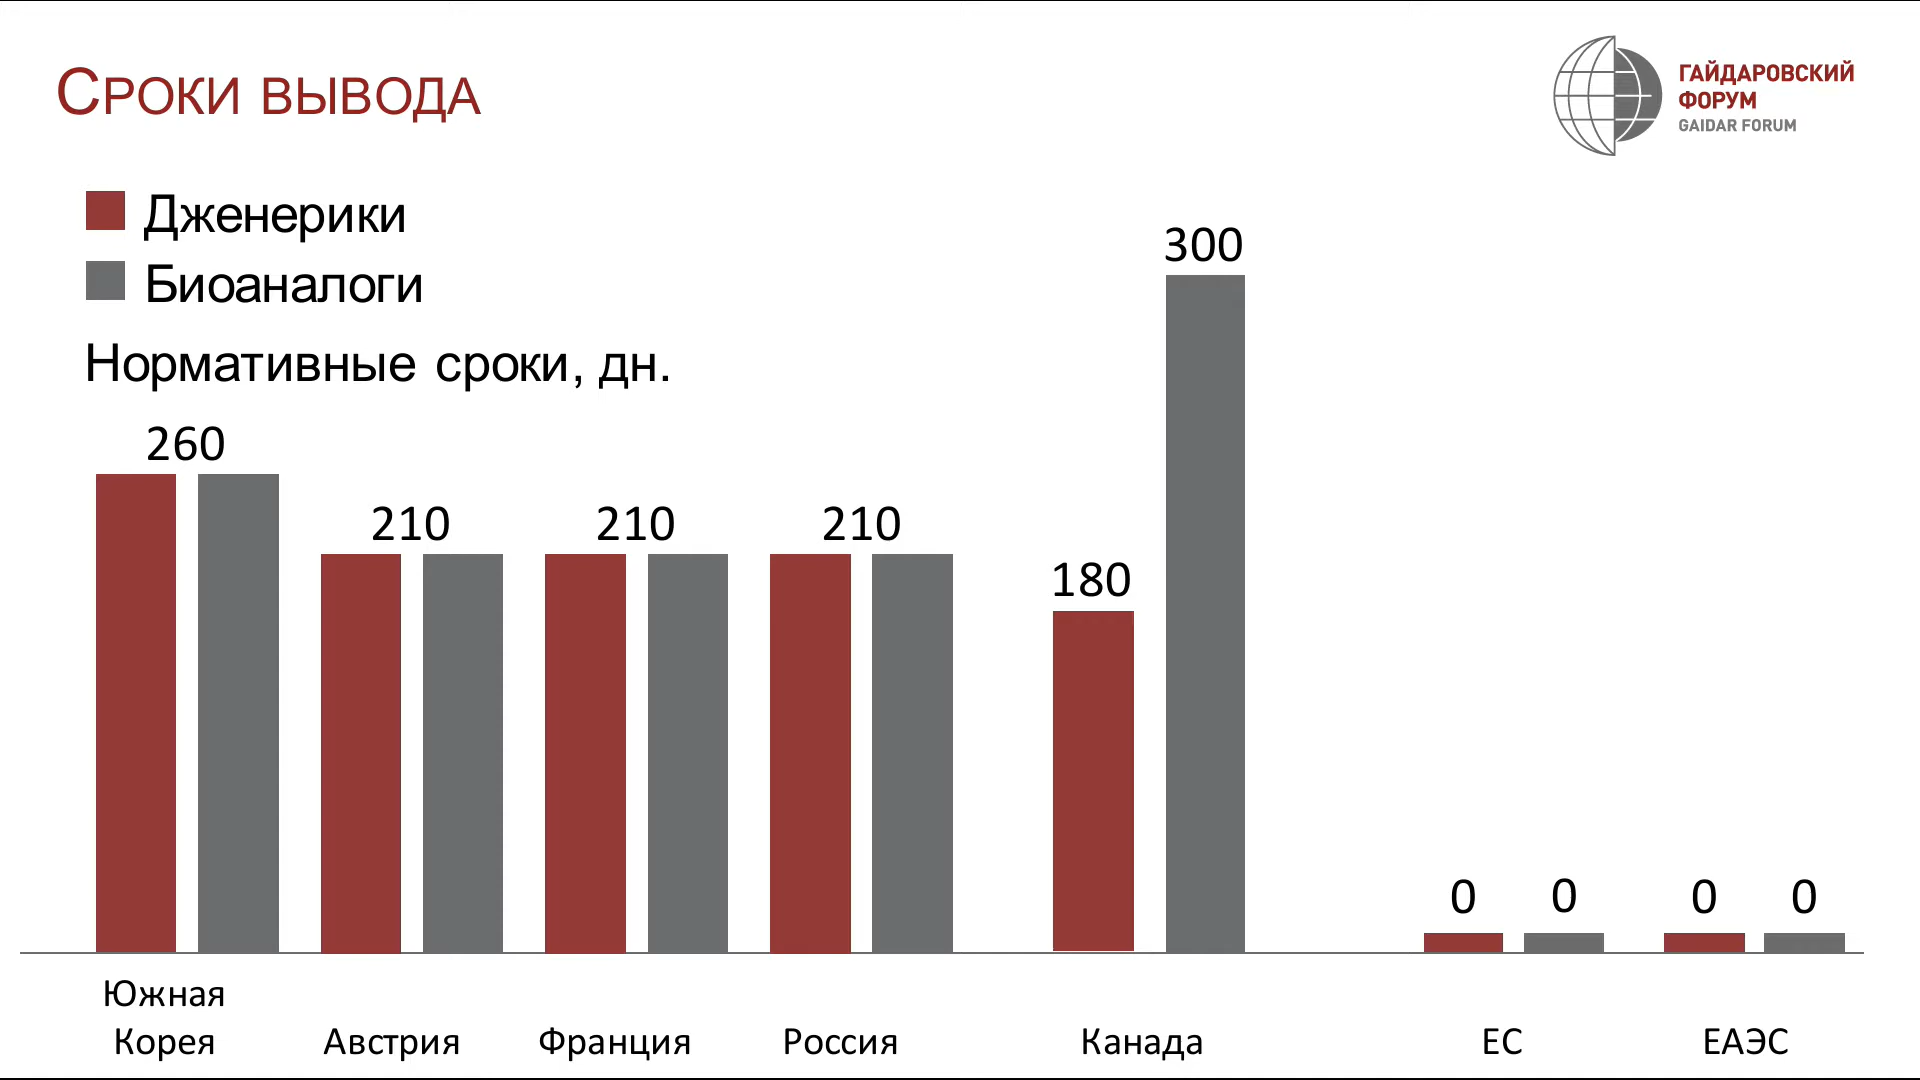 Сроки вывода
ГАЙДАРОВСКИЙ
ФОРУМ
GAIDAR FORUM
Дженерики
Биоаналоги
Нормативные сроки, дн.
300
260
210
210
210
180
0
0
0
0
Южная
Корея
Австрия
Франция
Россия
Канада
ЕС
ЕАЭС